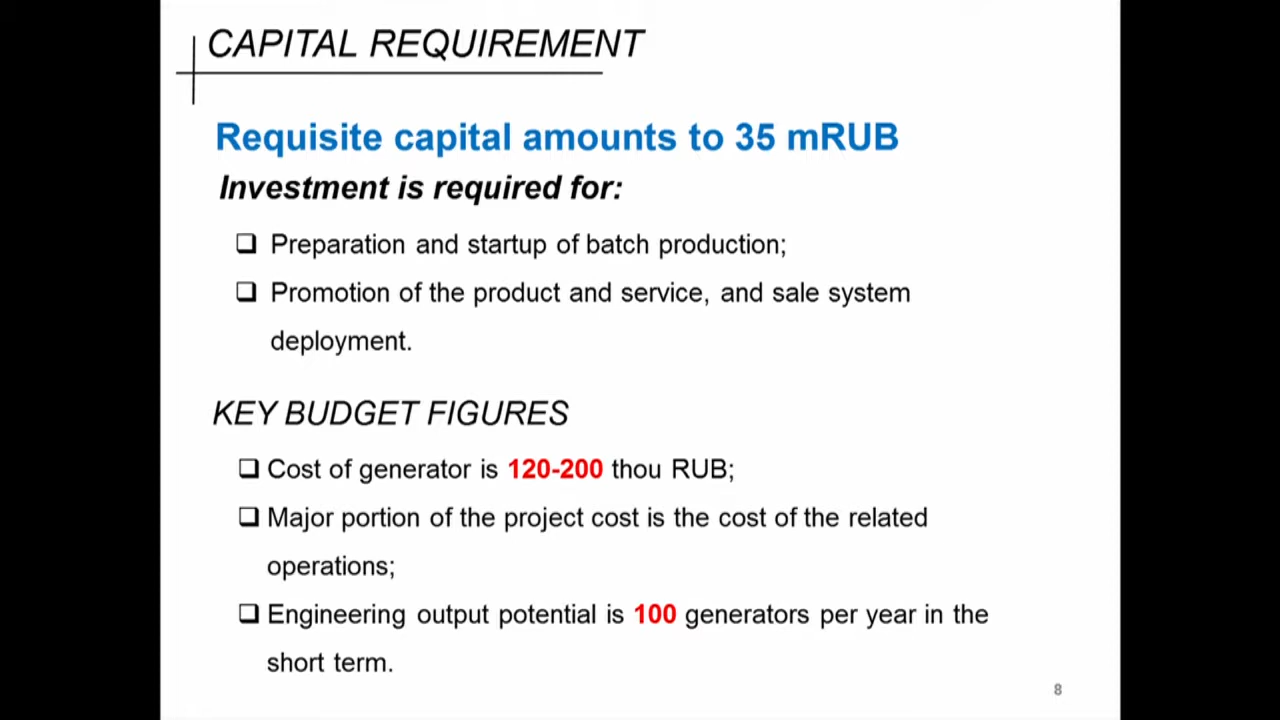 CAPITAL REQUIREMENT
Requisite capital amounts to 35 mRUB
Investment is required for:
❑ Preparation and startup of batch production;
❑ Promotion of the product and service, and sale system
deployment.
KEY BUDGET FIGURES
❑ Cost of generator is 120-200 thou RUB;
❑ Major portion of the project cost is the cost of the related
operations;
❑ Engineering output potential is 100 generators per year in the
short term.
8